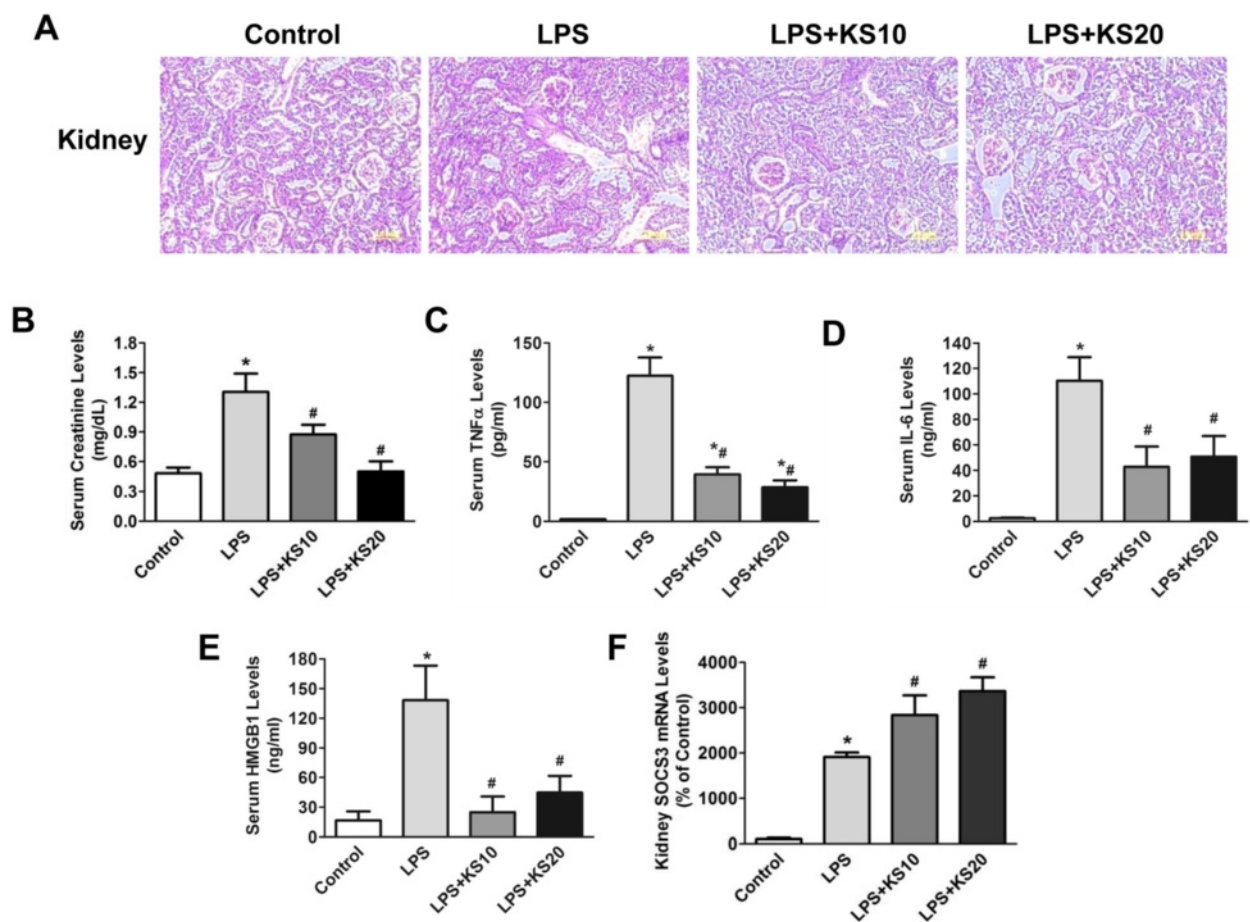 A
Control
LPS
LPS+KS10
LPS+KS20
Kidney
B
Serum Creatinine Levels
(mg/dL)
1.8
1.5
1.2
0.9
0.6
0.3
0.0
*
#
#
Control
LPS
LPS+KS10
LPS+KS20
C
Serum TNFα Levels
(pg/ml)
150
100
50
0
*
*#
*#
Control
LPS
LPS+KS10
LPS+KS20
D
Serum IL-6 Levels
(ng/ml)
140
120
100
80
60
40
20
0
*
#
#
Control
LPS
LPS+KS10
LPS+KS20
E
Serum HMGB1 Levels
(ng/ml)
180
150
120
90
60
30
0
*
#
#
Control
LPS
LPS+KS10
LPS+KS20
F
Kidney SOCS3 mRNA Levels
(% of Control)
4000
3000
2000
1000
0
*
#
#
Control
LPS
LPS+KS10
LPS+KS20